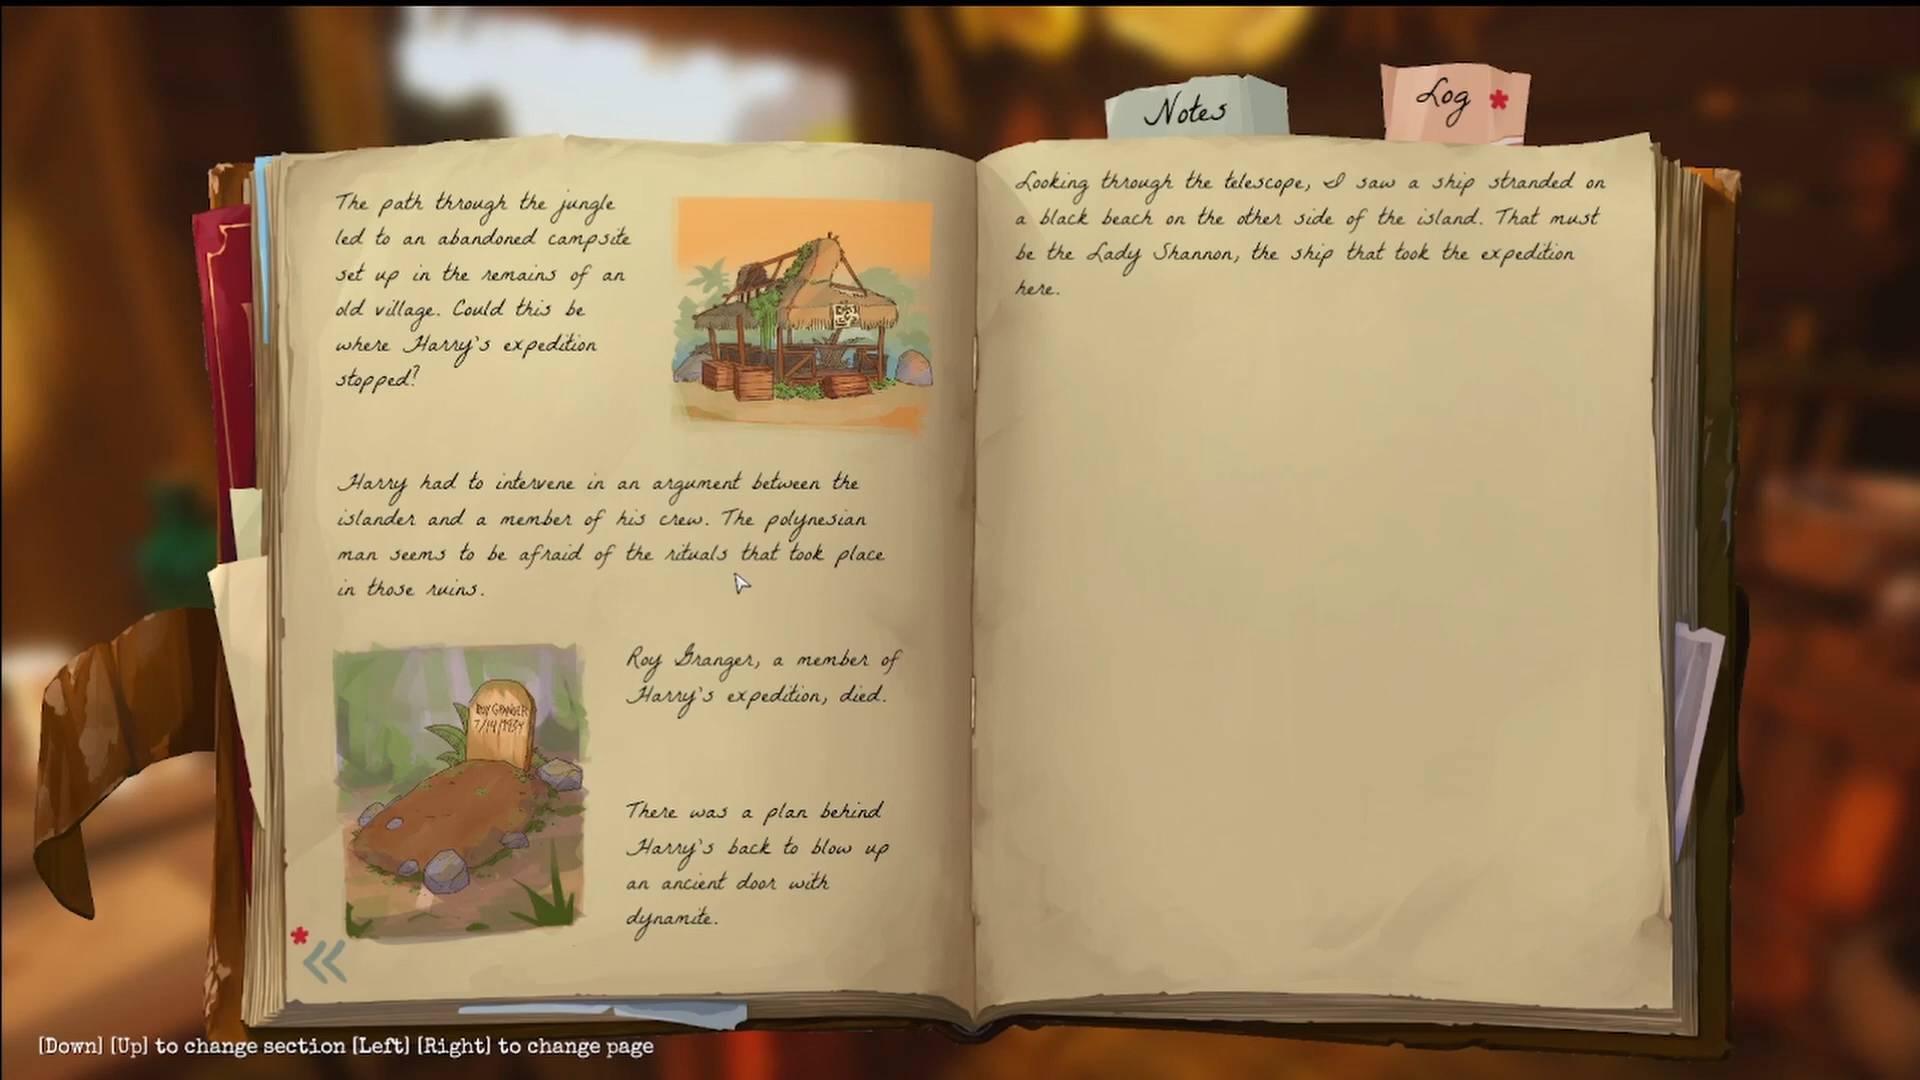 Notes
Log *
The path through the jungle
led to an abandoned campsite
set up in the remains of an
old village. Could this be
where Harry's expedition
stopped?
Harry had to intervene in an argument between the
islander and a member of his crew. The polynesian
man seems to be afraid of the rituals that took place
in those ruins.
ROY GRANGER
7/14/1934
Roy Granger, a member of
Harry's expedition, died.
There was a plan behind
Harry's back to blow up
an ancient door with
dynamite.
Looking through the telescope, I saw a ship stranded on
a black beach on the other side of the island. That must
be the Lady Shannon, the ship that took the expedition
here.
[Down] [Up] to change section [Left] [Right] to change page